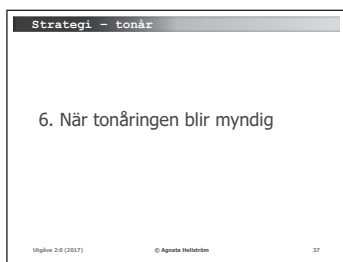 Strategi – tonår
6. När tonåringen blir myndig
Utgåva 2:0 (2017) © Agneta Hellström 37